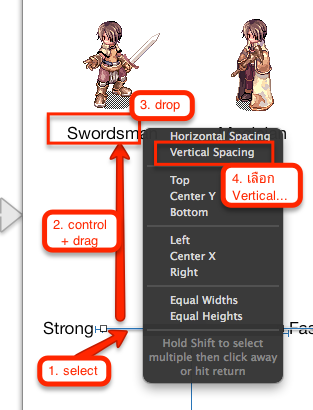 3. drop
Swordsman
Horizontal Spacing
Vertical Spacing
4. เลือก
Vertical...
Top
Center Y
Bottom
2. control
+ drag
Left
Center X
Right
Equal Widths
Equal Heights
Strong
Fas
Hold Shift to select
multiple then click away
or hit return
1. select